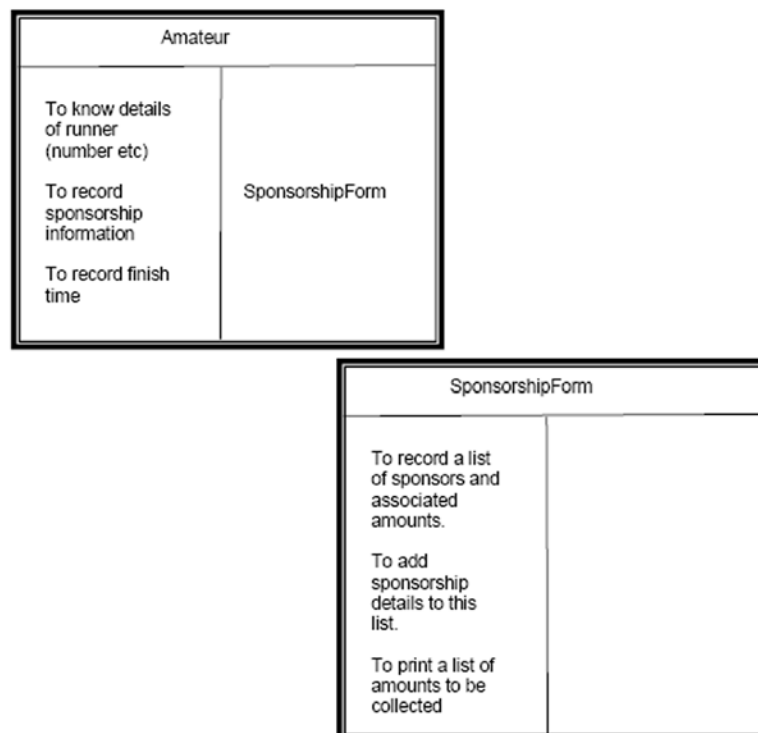 Amateur
To know details
of runner
(number etc)
To record
sponsorship
information
To record finish
time
SponsorshipForm
SponsorshipForm
To record a list
of sponsors and
associated
amounts.
To add
sponsorship
details to this
list.
To print a list of
amounts to be
collected